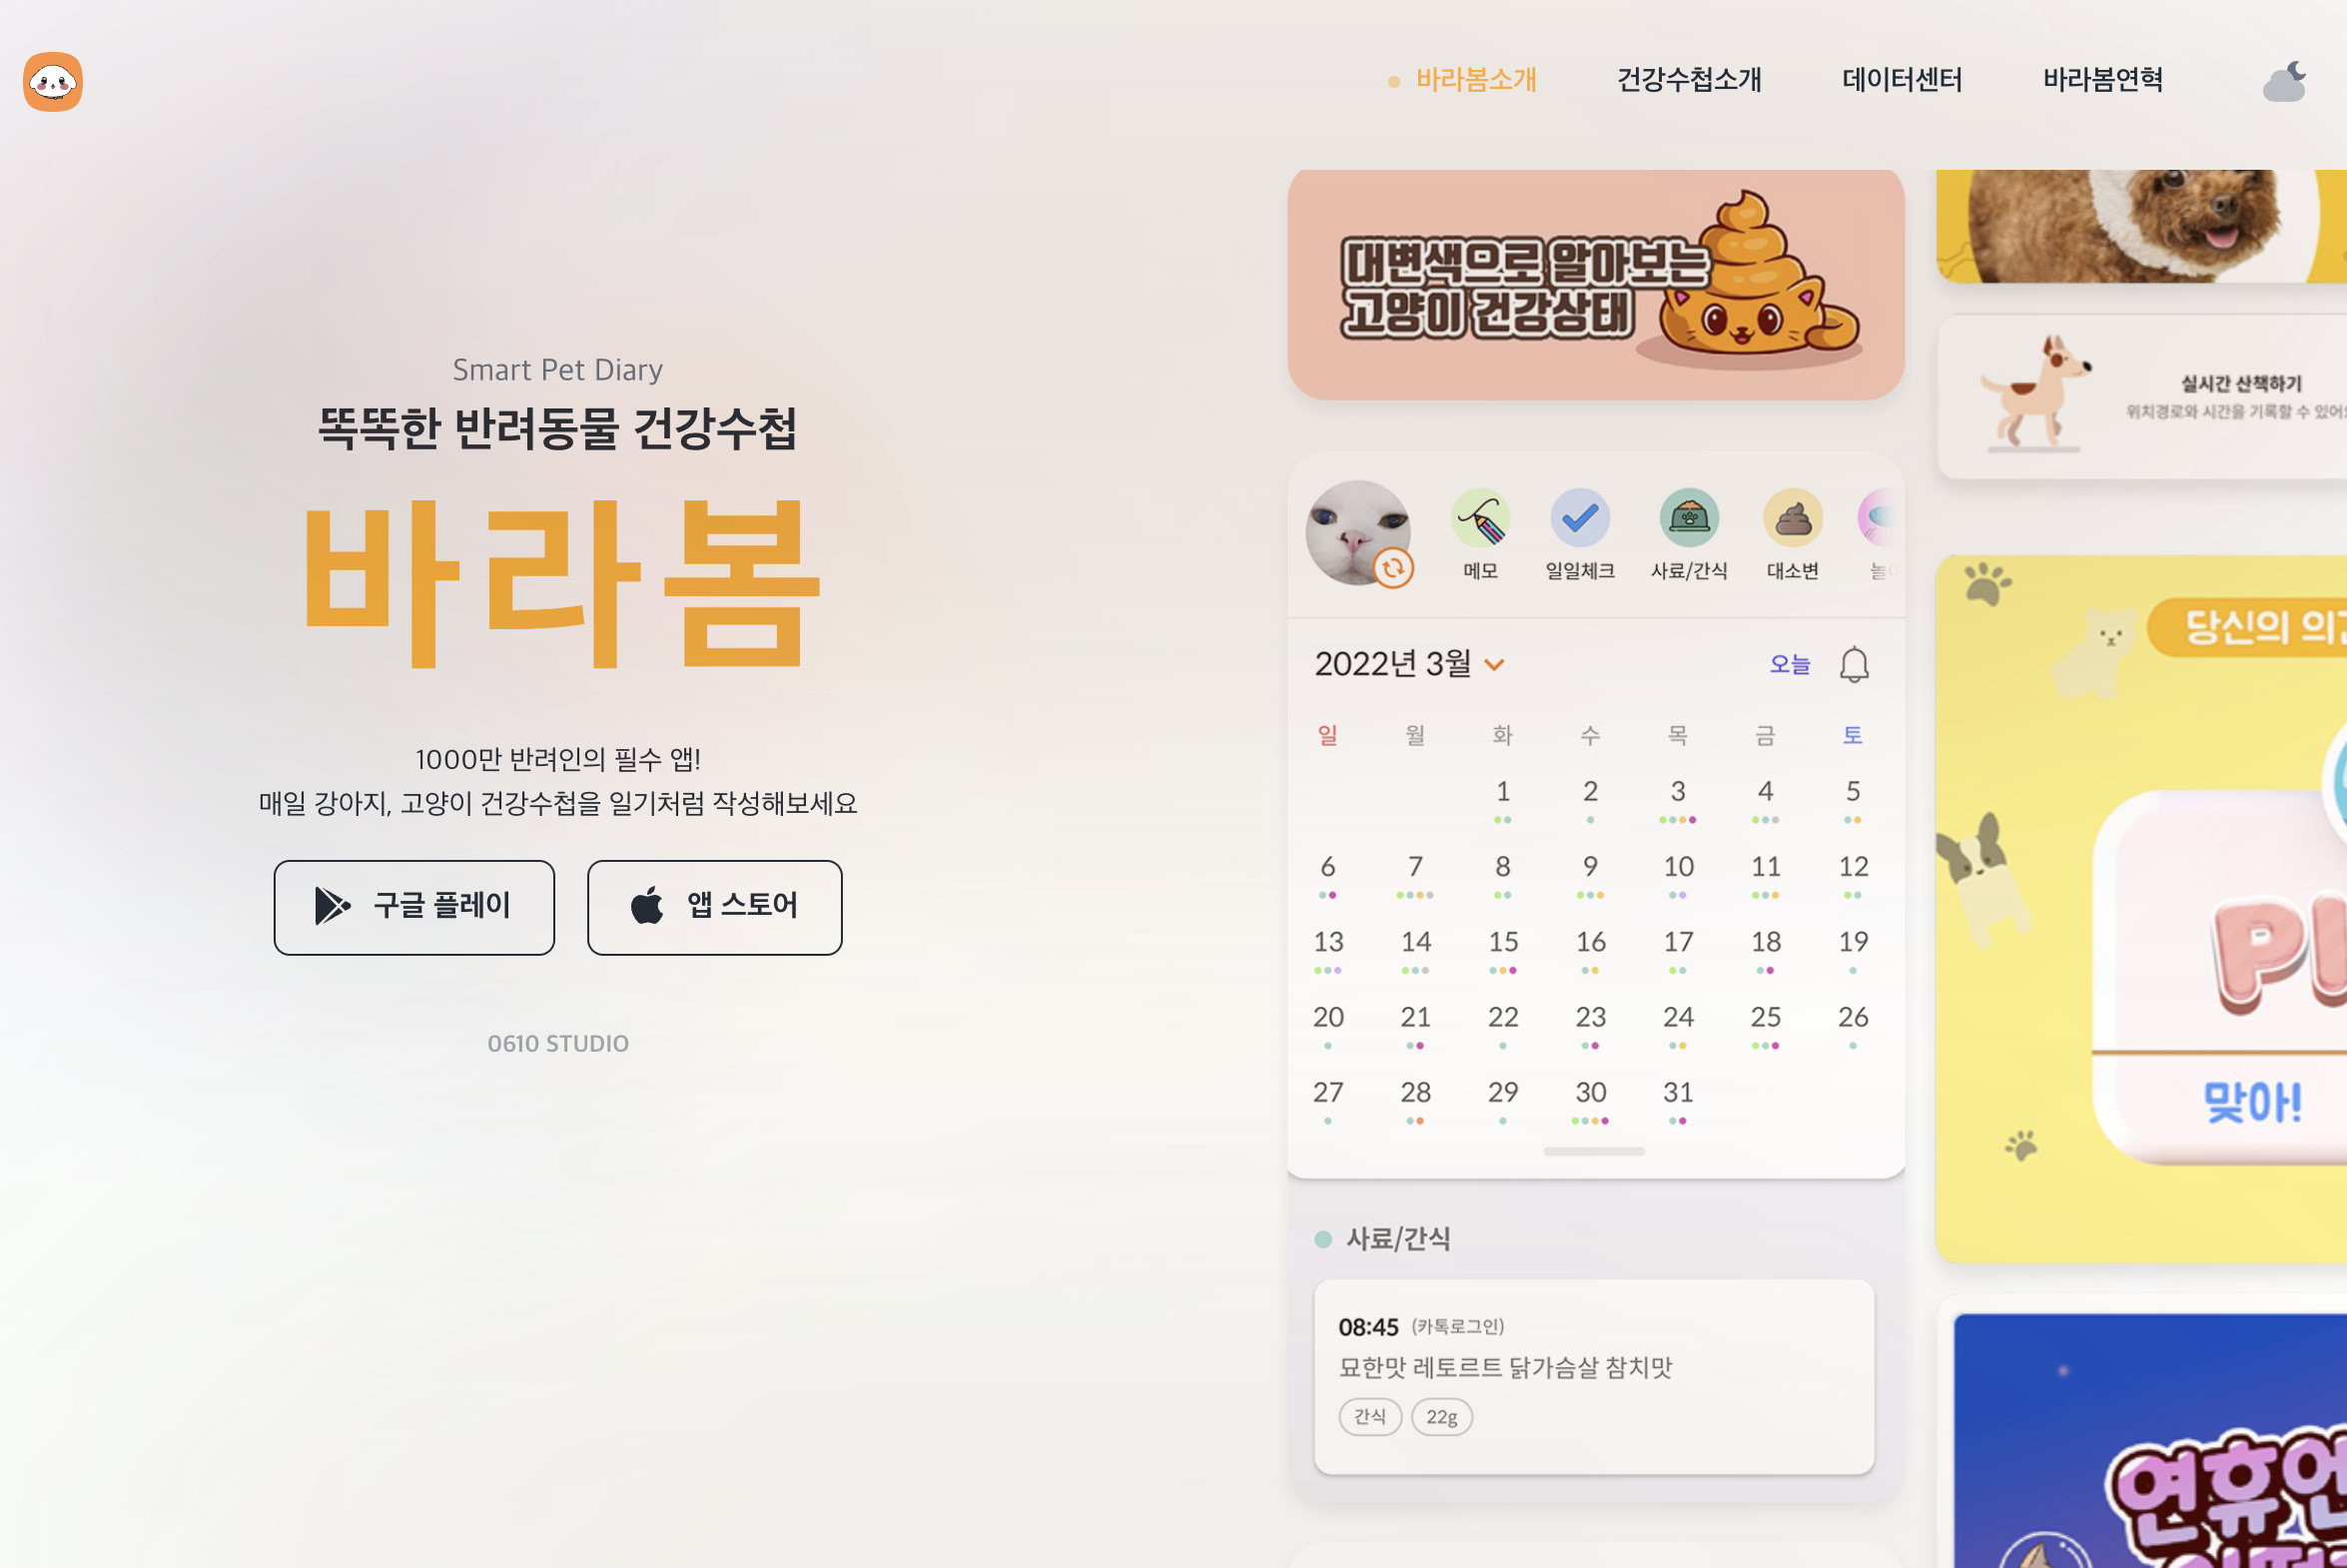 바라봄소개
건강수첩소개
데이터센터
바라봄연혁
Smart Pet Diary
똑똑한 반려동물 건강수첩
바라봄
1000만 반려인의 필수 앱!
매일 강아지, 고양이 건강수첩을 일기처럼 작성해보세요
구글 플레이
앱 스토어
0610 STUDIO
대변색으로 알아보는
고양이 건강상태
메모
일일체크
사료/간식
대소변
2022년 3월
오늘
일 월 화 수 목 금 토
1 2 3 4 5
6 7 8 9 10 11 12
13 14 15 16 17 18 19
20 21 22 23 24 25 26
27 28 29 30 31
사료/간식
08:45 (카톡로그인)
묘한맛 레토르트 닭가슴살 참치맛
간식
22g
실시간 산책하기
위치경로와 시간을 기록할 수
당신의
맞아!